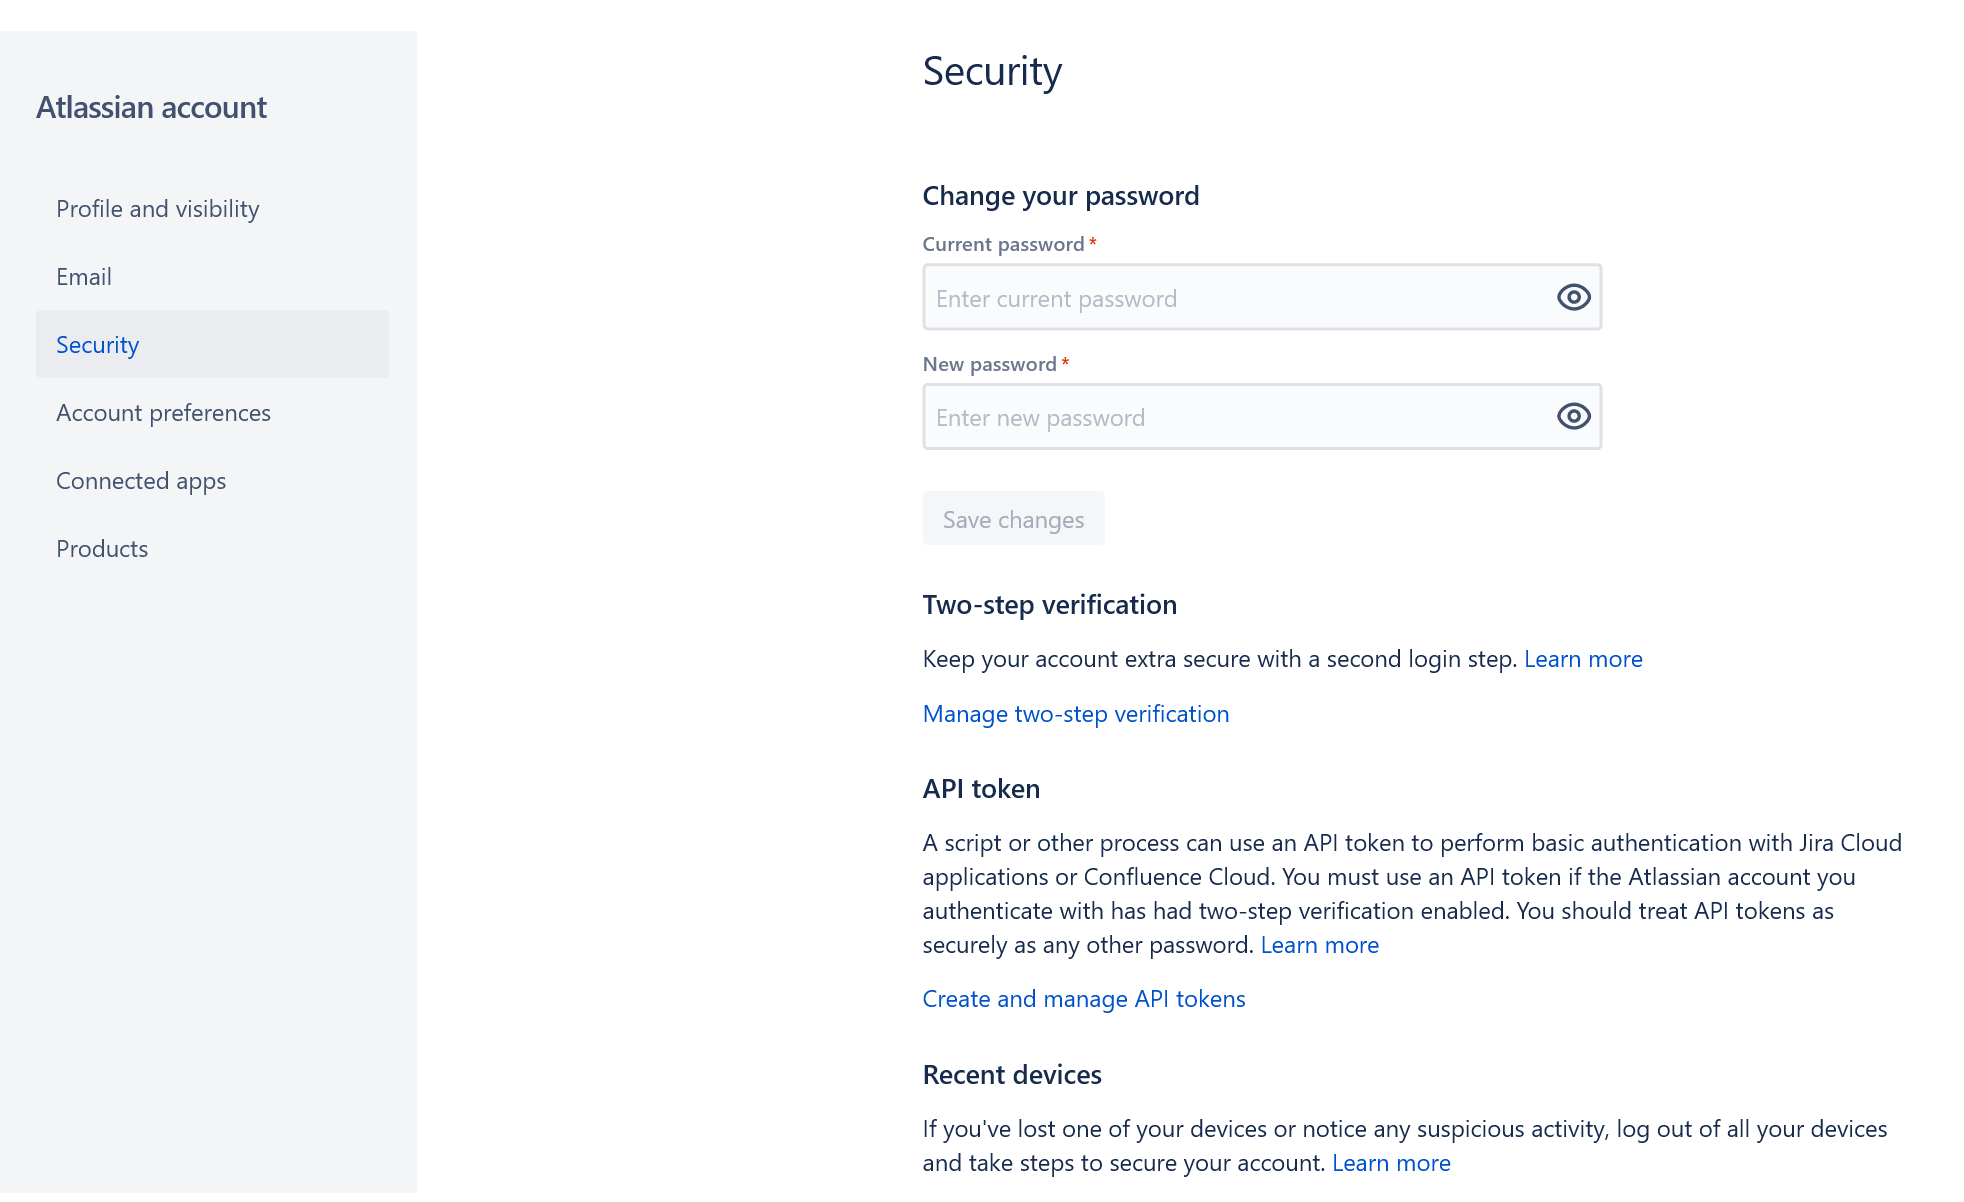 Atlassian account
Profile and visibility
Email
Security
Account preferences
Connected apps
Products
Security
Change your password
Current password *
Enter current password
New password *
Enter new password
Save changes
Two-step verification
Keep your account extra secure with a second login step. Learn more
Manage two-step verification
API token
A script or other process can use an API token to perform basic authentication with Jira Cloud
applications or Confluence Cloud. You must use an API token if the Atlassian account you
authenticate with has had two-step verification enabled. You should treat API tokens as
securely as any other password. Learn more
Create and manage API tokens
Recent devices
If you've lost one of your devices or notice any suspicious activity, log out of all your devices
and take steps to secure your account. Learn more